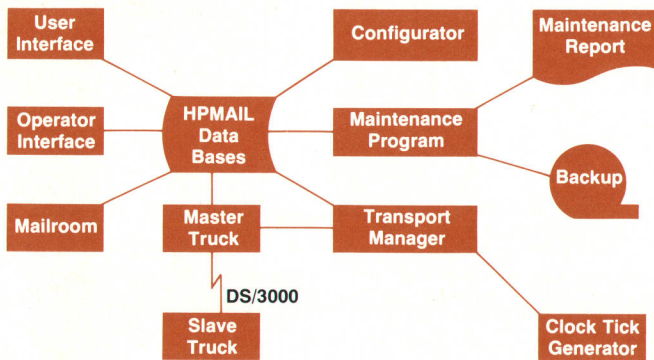 User
Interface
Configurator
Maintenance
Report
Operator
Interface
HPMAIL
Data
Bases
Maintenance
Program
Backup
Mailroom
Master
Truck
Transport
Manager
DS/3000
Slave
Truck
Clock Tick
Generator